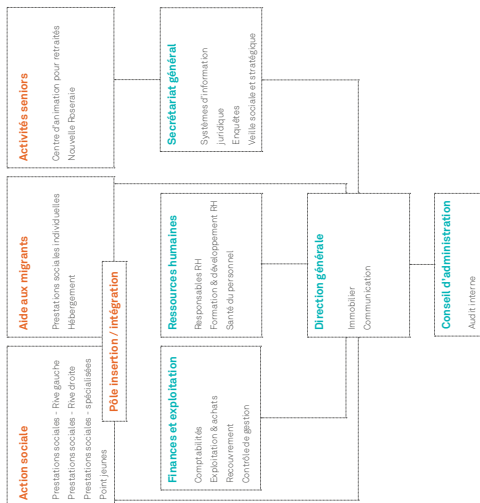 Conseil d'administration
Audit interne
Direction générale
Immobilier
Communication
Finances et exploitation
Comptabilités
Exploitation & achats
Recouvrement
Contrôle de gestion
Ressources humaines
Responsables RH
Formation & développement RH
Santé du personnel
Secrétariat général
Systèmes d'information
juridique
Enquêtes
Veille sociale et stratégique
Action sociale
Prestations sociales - Rive gauche
Prestations sociales - Rive droite
Prestations sociales - spécialisées
Point jeunes
Pôle insertion / intégration
Aide aux migrants
Prestations sociales individuelles
Hébergement
Activités seniors
Centre d'animation pour retraités
Nouvelle Roseraie